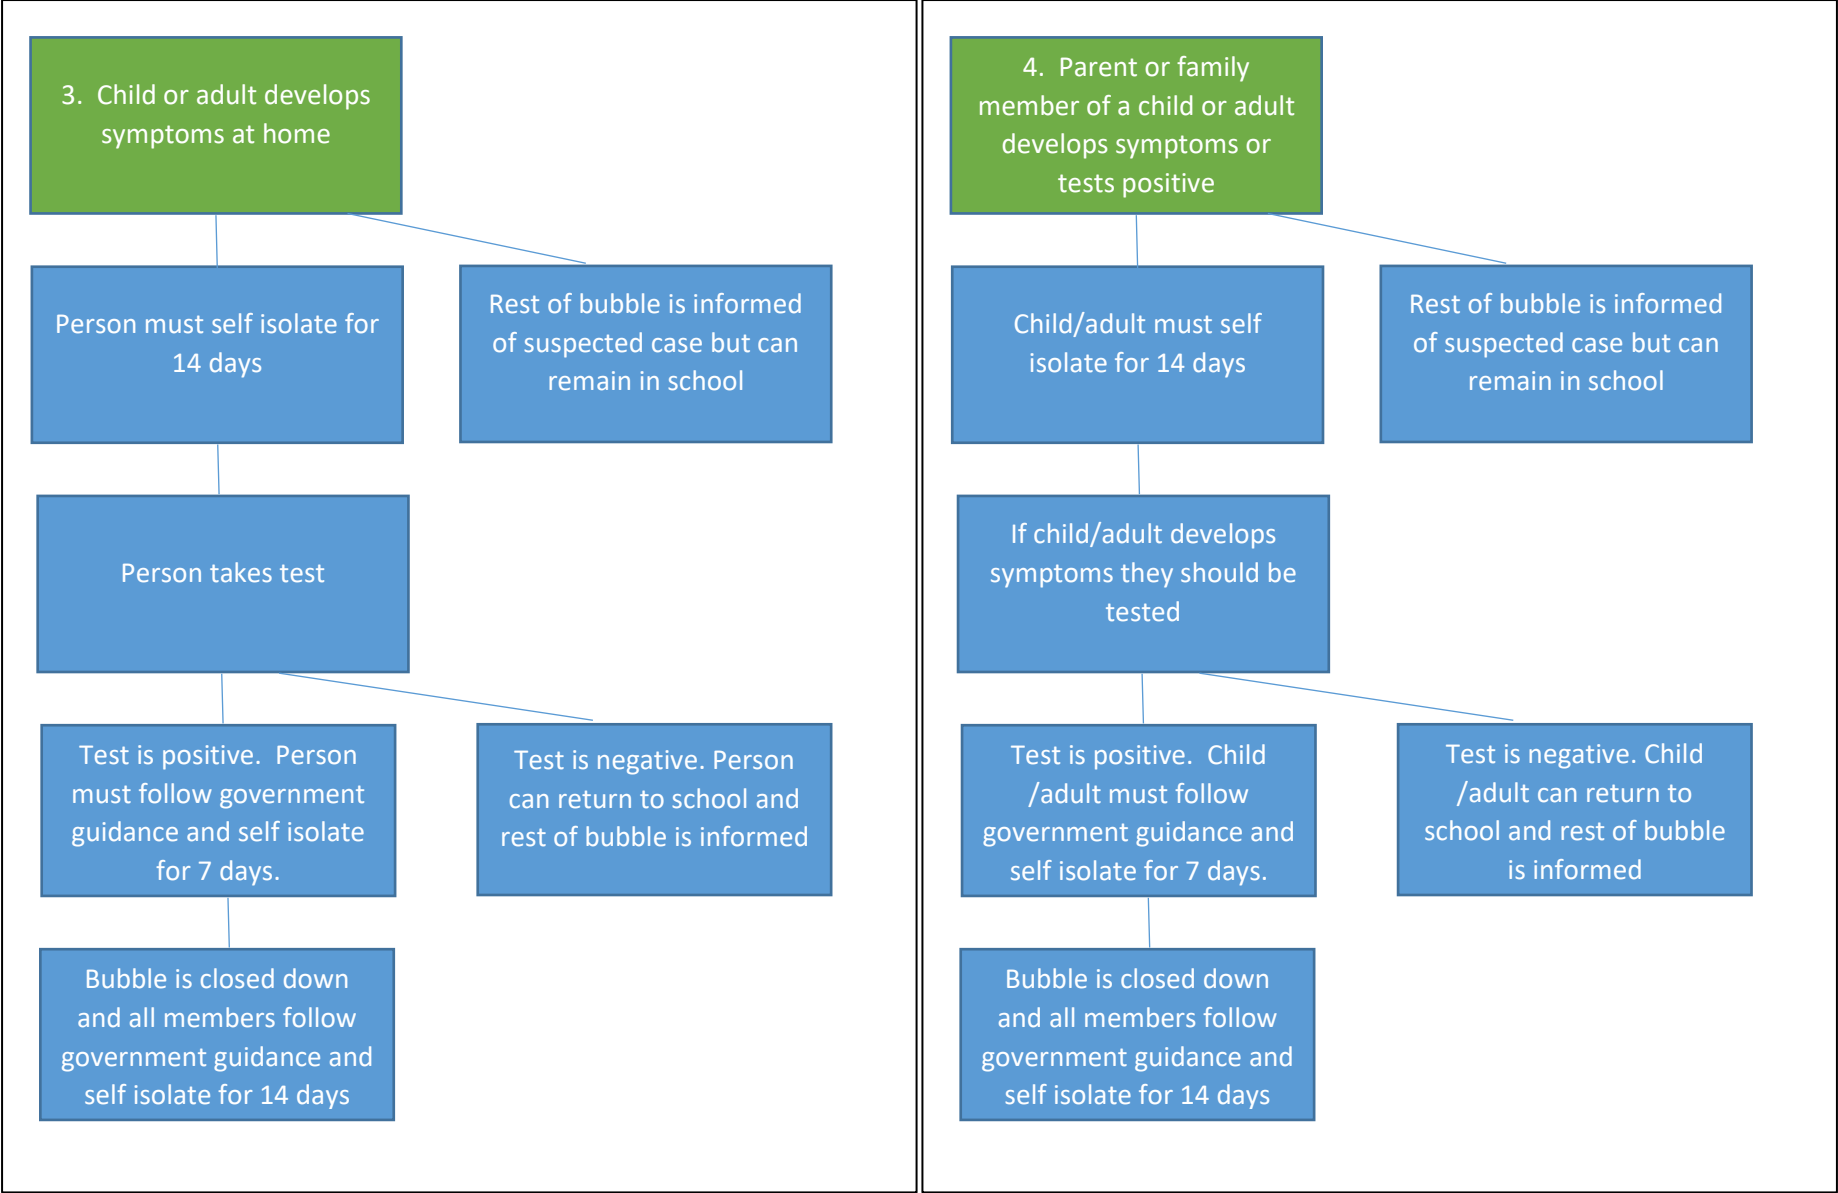 3. Child or adult develops
symptoms at home
Person must self isolate for
14 days
Rest of bubble is informed
of suspected case but can
remain in school
Person takes test
Test is positive. Person
must follow government
guidance and self isolate
for 7 days.
Test is negative. Person
can return to school and
rest of bubble is informed
Bubble is closed down
and all members follow
government guidance and
self isolate for 14 days
4. Parent or family
member of a child or adult
develops symptoms or
tests positive
Child/adult must self
isolate for 14 days
Rest of bubble is informed
of suspected case but can
remain in school
If child/adult develops
symptoms they should be
tested
Test is positive. Child
/adult must follow
government guidance and
self isolate for 7 days.
Test is negative. Child
/adult can return to
school and rest of bubble
is informed
Bubble is closed down
and all members follow
government guidance and
self isolate for 14 days